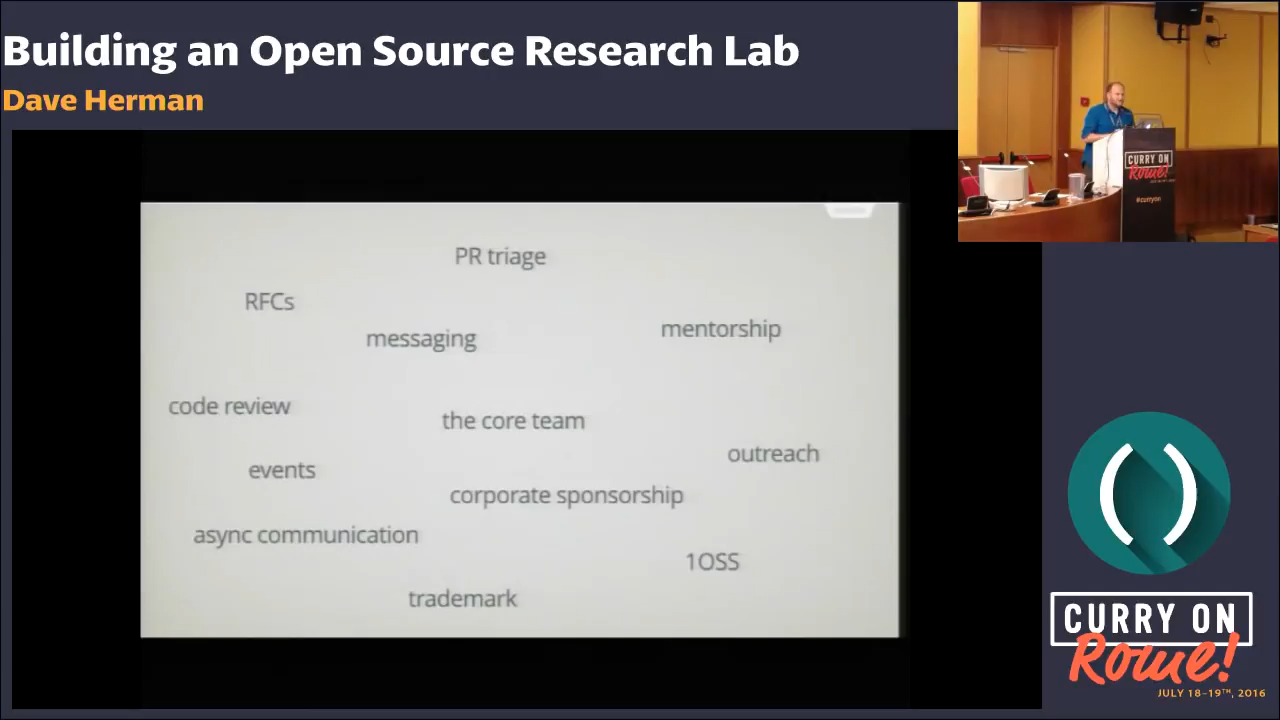 Building an Open Source Research Lab
Dave Herman
PR triage
RFCs
messaging
mentorship
code review
the core team
outreach
events
corporate sponsorship
async communication
1OSS
trademark
CURRY ON
Rome!
#curryon
CURRY ON
Rome!
JULY 18-19TH, 2016